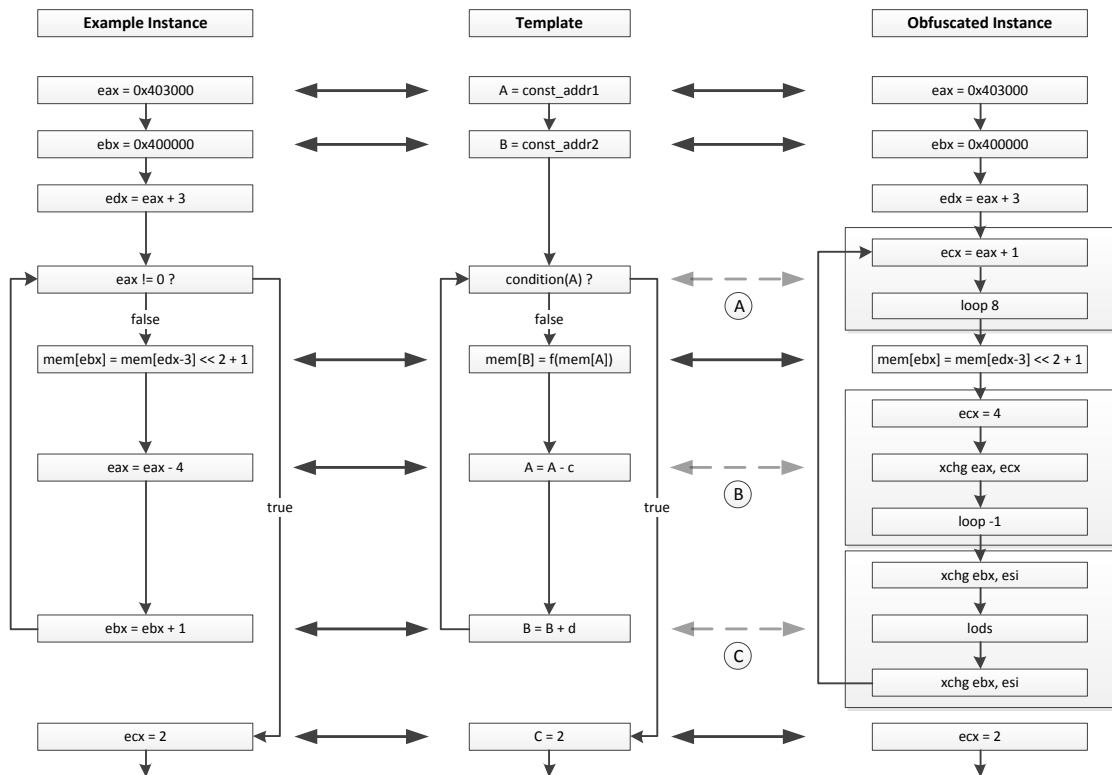 Example Instance
Template
Obfuscated Instance
eax = 0x403000
A = const_addr1
eax = 0x403000
ebx = 0x400000
B = const_addr2
ebx = 0x400000
edx = eax + 3
edx = eax + 3
ecx = eax + 1
eax != 0 ?
condition(A) ?
A
loop 8
false
false
mem[ebx] = mem[edx-3] << 2 + 1
mem[B] = f(mem[A])
mem[ebx] = mem[edx-3] << 2 + 1
ecx = 4
eax = eax - 4
A = A - c
B
xchg eax, ecx
true
true
loop -1
xchg ebx, esi
ebx = ebx + 1
B = B + d
C
lods
xchg ebx, esi
ecx = 2
C = 2
ecx = 2